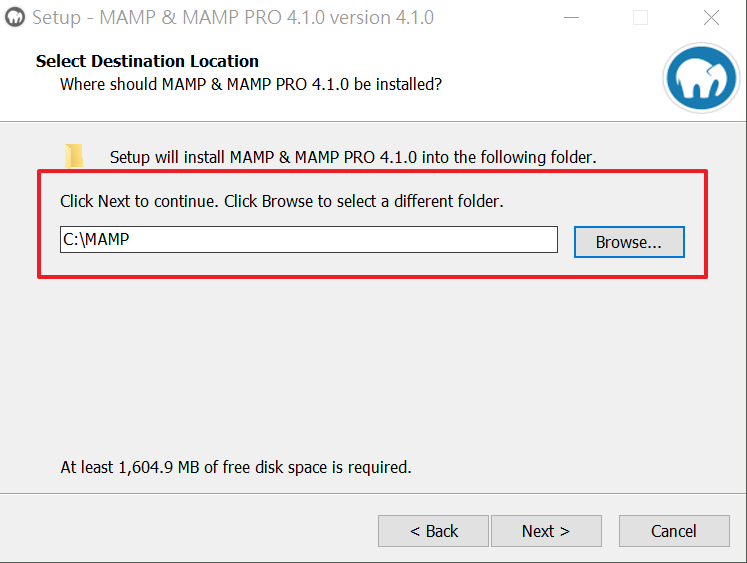 Setup - MAMP & MAMP PRO 4.1.0 version 4.1.0
Select Destination Location
Where should MAMP & MAMP PRO 4.1.0 be installed?
Setup will install MAMP & MAMP PRO 4.1.0 into the following folder.
Click Next to continue. Click Browse to select a different folder.
C:\MAMP
Browse...
At least 1,604.9 MB of free disk space is required.
< Back
Next >
Cancel